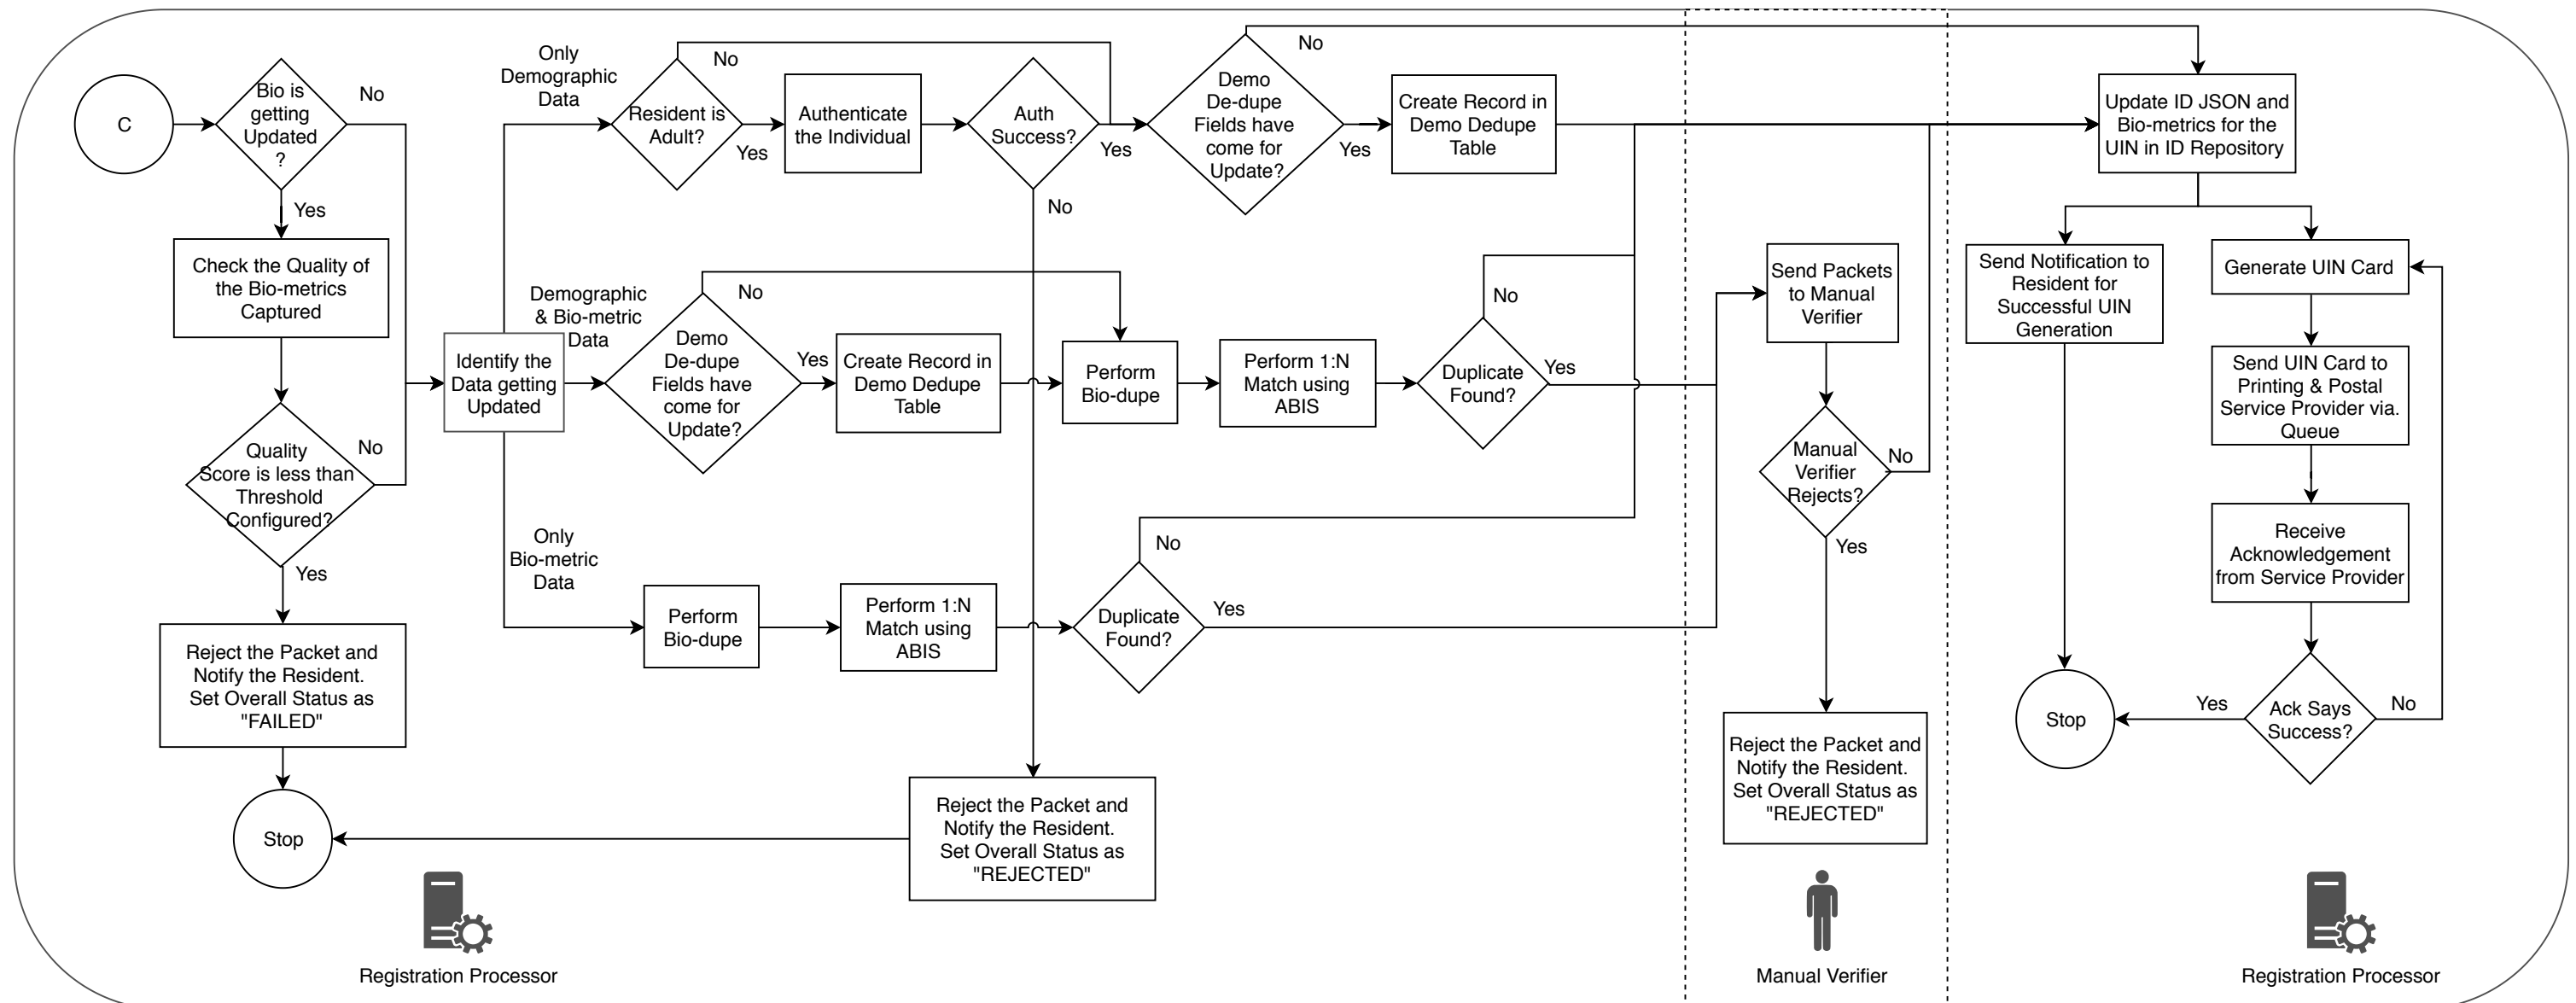 C
Bio is
getting
Updated
?
No
Yes
Check the Quality of
the Bio-metrics
Captured
Quality
Score is less than
Threshold
Configured?
No
Yes
Reject the Packet and
Notify the Resident.
Set Overall Status as
"FAILED"
Stop
Identify the
Data getting
Updated
Only
Demographic
Data
Resident is
Adult?
No
Yes
Authenticate
the Individual
Auth
Success?
Yes
No
Demo
De-dupe
Fields have
come for
Update?
No
Yes
Create Record in
Demo Dedupe
Table
Demographic
& Bio-metric
Data
Demo
De-dupe
Fields have
come for
Update?
No
Yes
Create Record in
Demo Dedupe
Table
Perform
Bio-dupe
Perform 1:N
Match using
ABIS
Duplicate
Found?
No
Yes
Only
Bio-metric
Data
Perform
Bio-dupe
Perform 1:N
Match using
ABIS
Duplicate
Found?
No
Yes
Reject the Packet and
Notify the Resident.
Set Overall Status as
"REJECTED"
Registration Processor
Send Packets
to Manual
Verifier
Manual
Verifier
Rejects?
No
Yes
Reject the Packet and
Notify the Resident.
Set Overall Status as
"REJECTED"
Manual Verifier
Update ID JSON and
Bio-metrics for the
UIN in ID Repository
Send Notification to
Resident for
Successful UIN
Generation
Generate UIN Card
Send UIN Card to
Printing & Postal
Service Provider via.
Queue
Receive
Acknowledgement
from Service Provider
Ack Says
Success?
Yes
No
Stop
Registration Processor